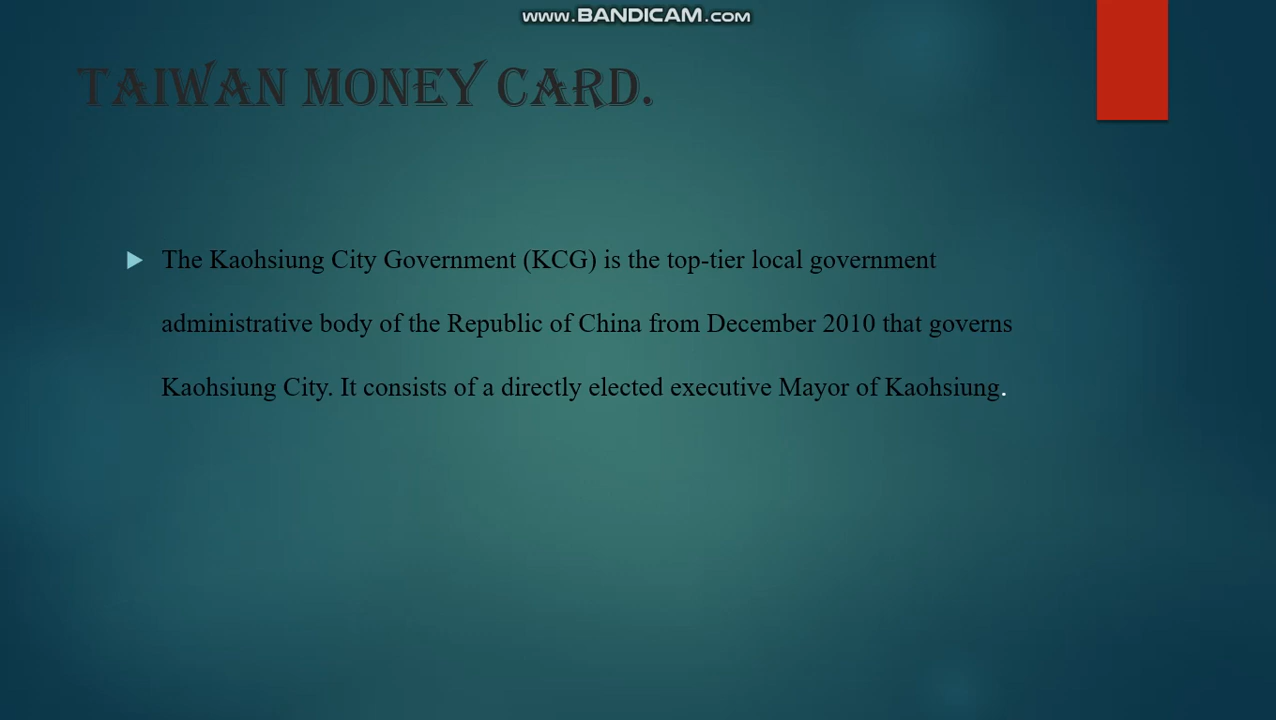 www.BANDICAM.com
TAIWAN MONEY CARD.
The Kaohsiung City Government (KCG) is the top-tier local government
administrative body of the Republic of China from December 2010 that governs
Kaohsiung City. It consists of a directly elected executive Mayor of Kaohsiung.